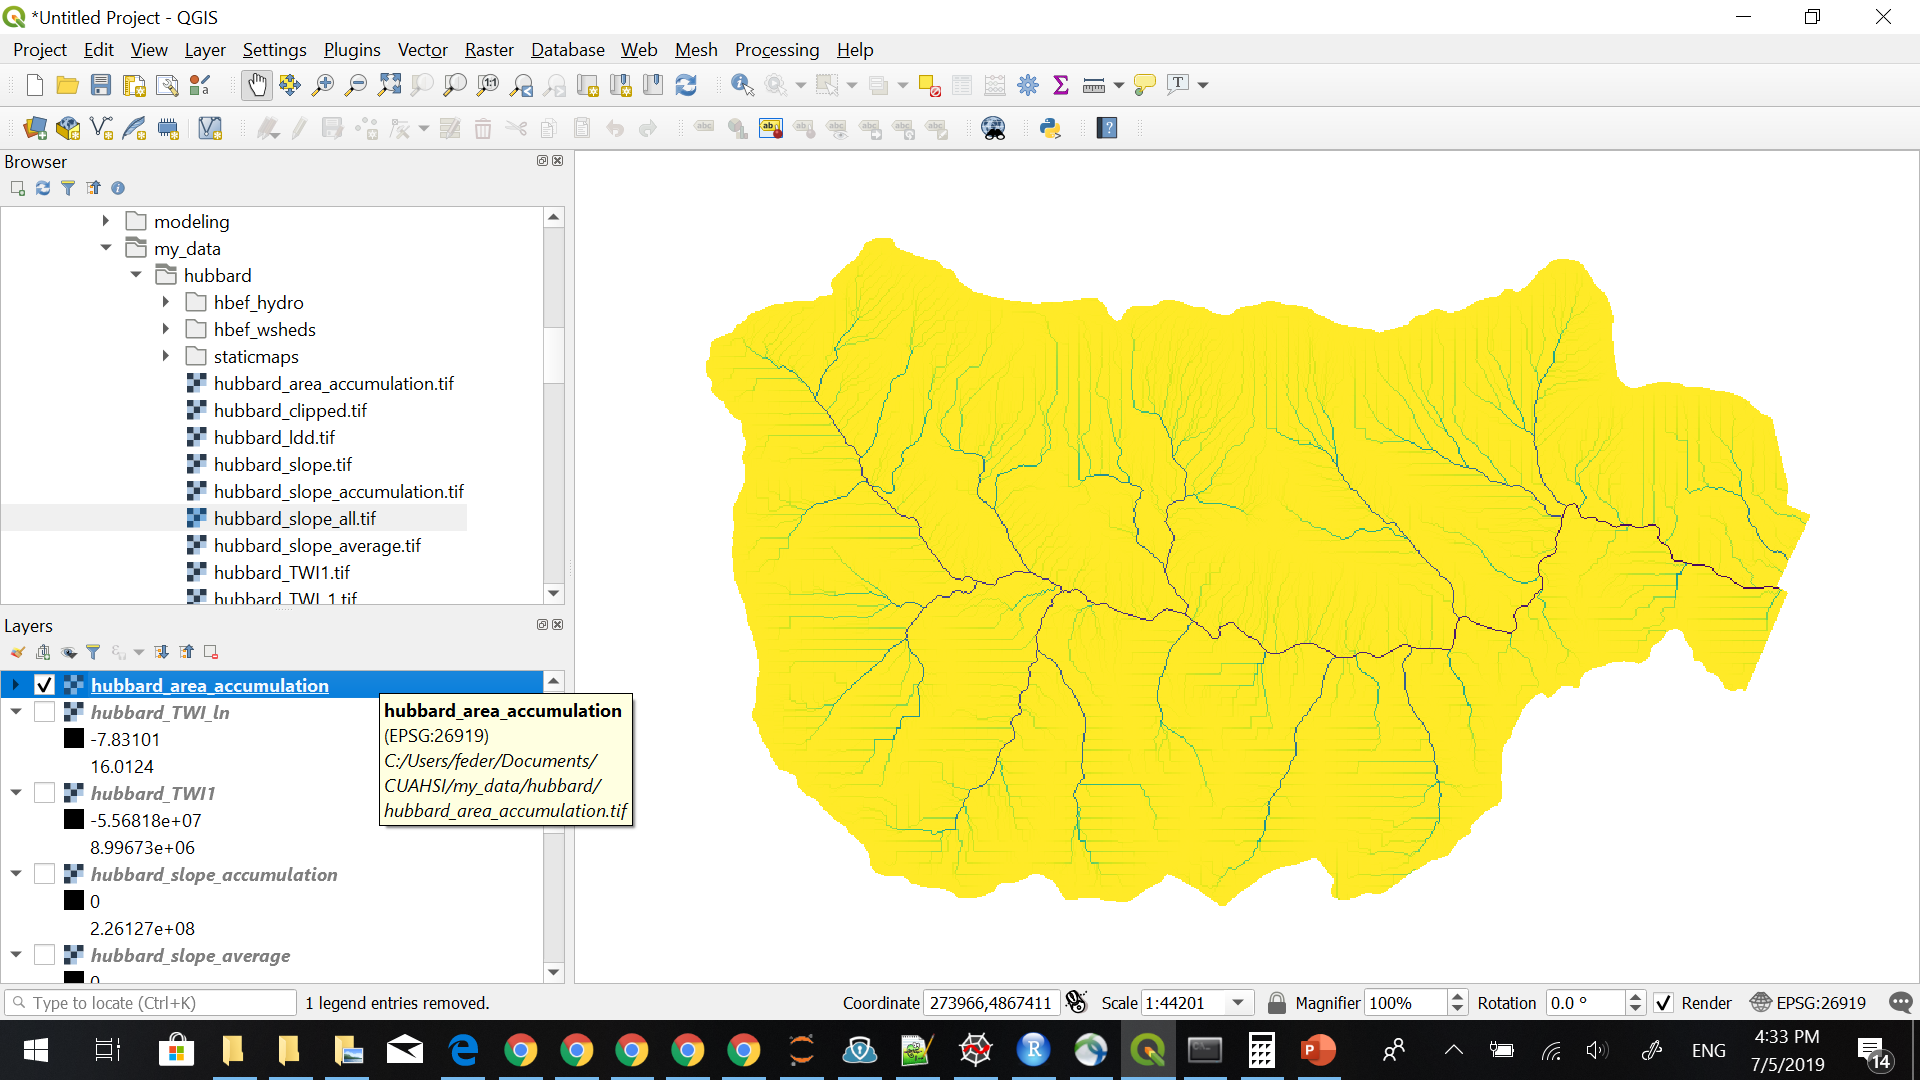 *Untitled Project - QGIS
Project Edit View Layer Settings Plugins Vector Raster Database Web Mesh Processing Help
Browser
modeling
my_data
hubbard
hbef_hydro
hbef_wsheds
staticmaps
hubbard_area_accumulation.tif
hubbard_clipped.tif
hubbard_ldd.tif
hubbard_slope.tif
hubbard_slope_accumulation.tif
hubbard_slope_all.tif
hubbard_slope_average.tif
hubbard_TWI1.tif
hubbard_TWI_1.tif
Layers
hubbard_area_accumulation
hubbard_TWI_ln
-7.83101
16.0124
hubbard_TWI1
-5.56818e+07
8.99673e+06
hubbard_slope_accumulation
0
2.26127e+08
hubbard_slope_average
0
hubbard_area_accumulation
(EPSG:26919)
C:/Users/feder/Documents/
CUAHSI/my_data/hubbard/
hubbard_area_accumulation.tif
Type to locate (Ctrl+K) 1 legend entries removed. Coordinate 273966,4867411 Scale 1:44201 Magnifier 100% Rotation 0.0 ° Render EPSG:26919
ENG
4:33 PM
7/5/2019
14